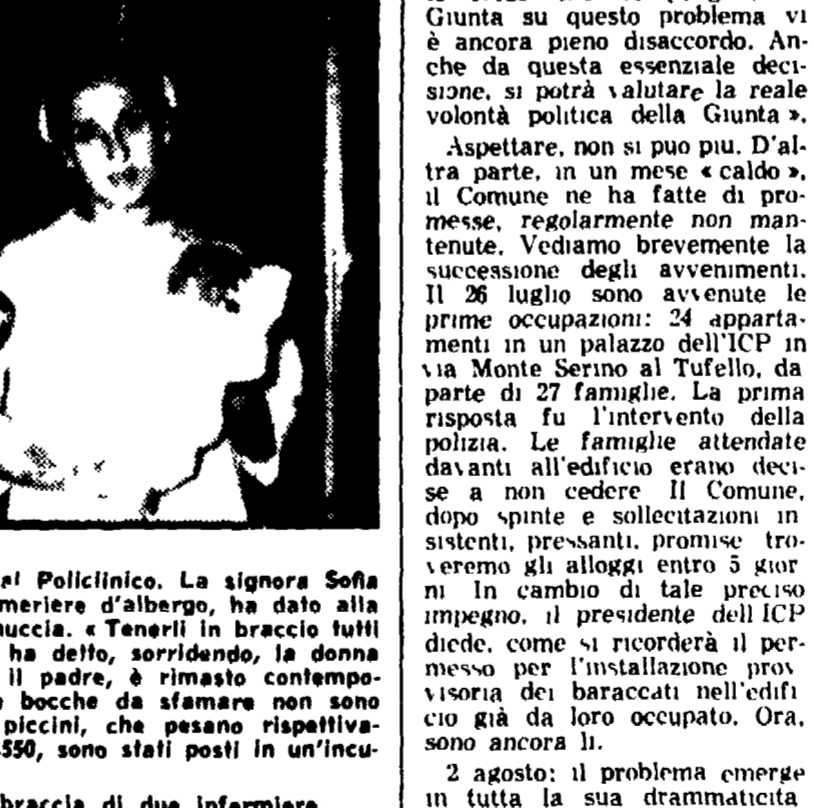 al Policlinico. La signora Sofia
meriere d'albergo, ha dato alla
nuccia. « Tenerli in braccio tutti
ha detto, sorridendo, la donna
il padre, è rimasto contempo-
bocche da sfamare non sono
piccini, che pesano rispettiva-
.550, sono stati posti in un'incu-
braccia di due infermiere.
Giunta su questo problema vi
è ancora pieno disaccordo. An-
che da questa essenziale deci-
sione, si potrà valutare la reale
volontà politica della Giunta ».
Aspettare, non si puo piu. D'al-
tra parte, in un mese « caldo »,
il Comune ne ha fatte di pro-
messe, regolarmente non man-
tenute. Vediamo brevemente la
successione degli avvenimenti.
Il 26 luglio sono avvenute le
prime occupazioni: 24 apparta-
menti in un palazzo dell'ICP in
via Monte Serino al Tufello, da
parte di 27 famiglie. La prima
risposta fu l'intervento della
polizia. Le famiglie attendate
davanti all'edificio erano deci-
se a non cedere Il Comune,
dopo spinte e sollecitazioni in
sistenti, pressanti, promise tro-
veremo gli alloggi entro 5 gior
ni In cambio di tale preciso
impegno, il presidente dell ICP
diede, come si ricorderà il per-
messo per l'installazione prov
visoria dei baraccati nell'edifi
cio già da loro occupato. Ora,
sono ancora lì.
2 agosto: il problema emerge
in tutta la sua drammaticita